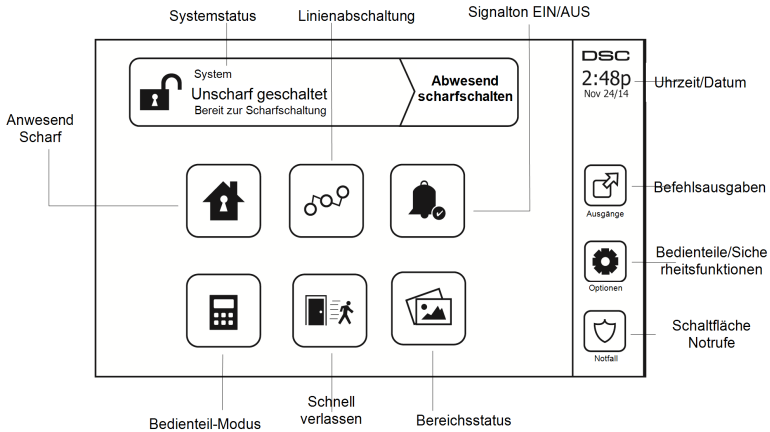 Systemstatus
Linienabschaltung
Signalton EIN/AUS
System
Unscharf geschaltet
Bereit zur Scharfschaltung
Abwesend
scharfschalten
DSC
2:48p
Nov 24/14
Uhrzeit/Datum
Anwesend
Scharf
Ausgänge
Befehlsausgaben
Optionen
Bedienteile/Siche
rheitsfunktionen
Notfall
Schaltfläche
Notrufe
Bedienteil-Modus
Schnell
verlassen
Bereichsstatus